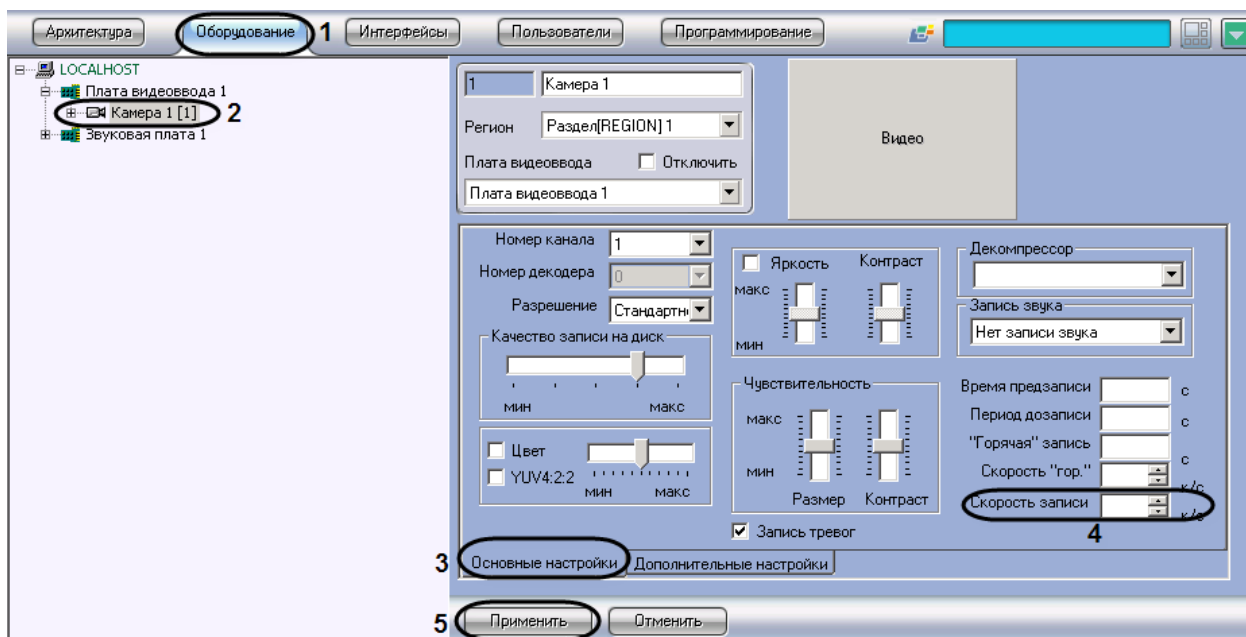 Архитектура Оборудование 1 Интерфейсы Пользователи Программирование
LOCALHOST
Плата видеоввода 1
Камера 1 [1] 2
Звуковая плата 1
1 Камера 1
Регион Раздел[REGION] 1
Плата видеоввода Отключить
Плата видеоввода 1
Видео
Номер канала 1
Номер декодера 0
Разрешение Стандартн
Качество записи на диск
мин макс
Цвет
YUV4:2:2
мин макс
Яркость Контраст
макс
мин
Чувствительность
макс
мин
Размер Контраст
Запись тревог
Декомпрессор
Запись звука
Нет записи звука
Время предзаписи с
Период дозаписи с
"Горячая" запись с
Скорость "гор." к/с
Скорость записи к/с
4
3 Основные настройки Дополнительные настройки
5 Применить Отменить